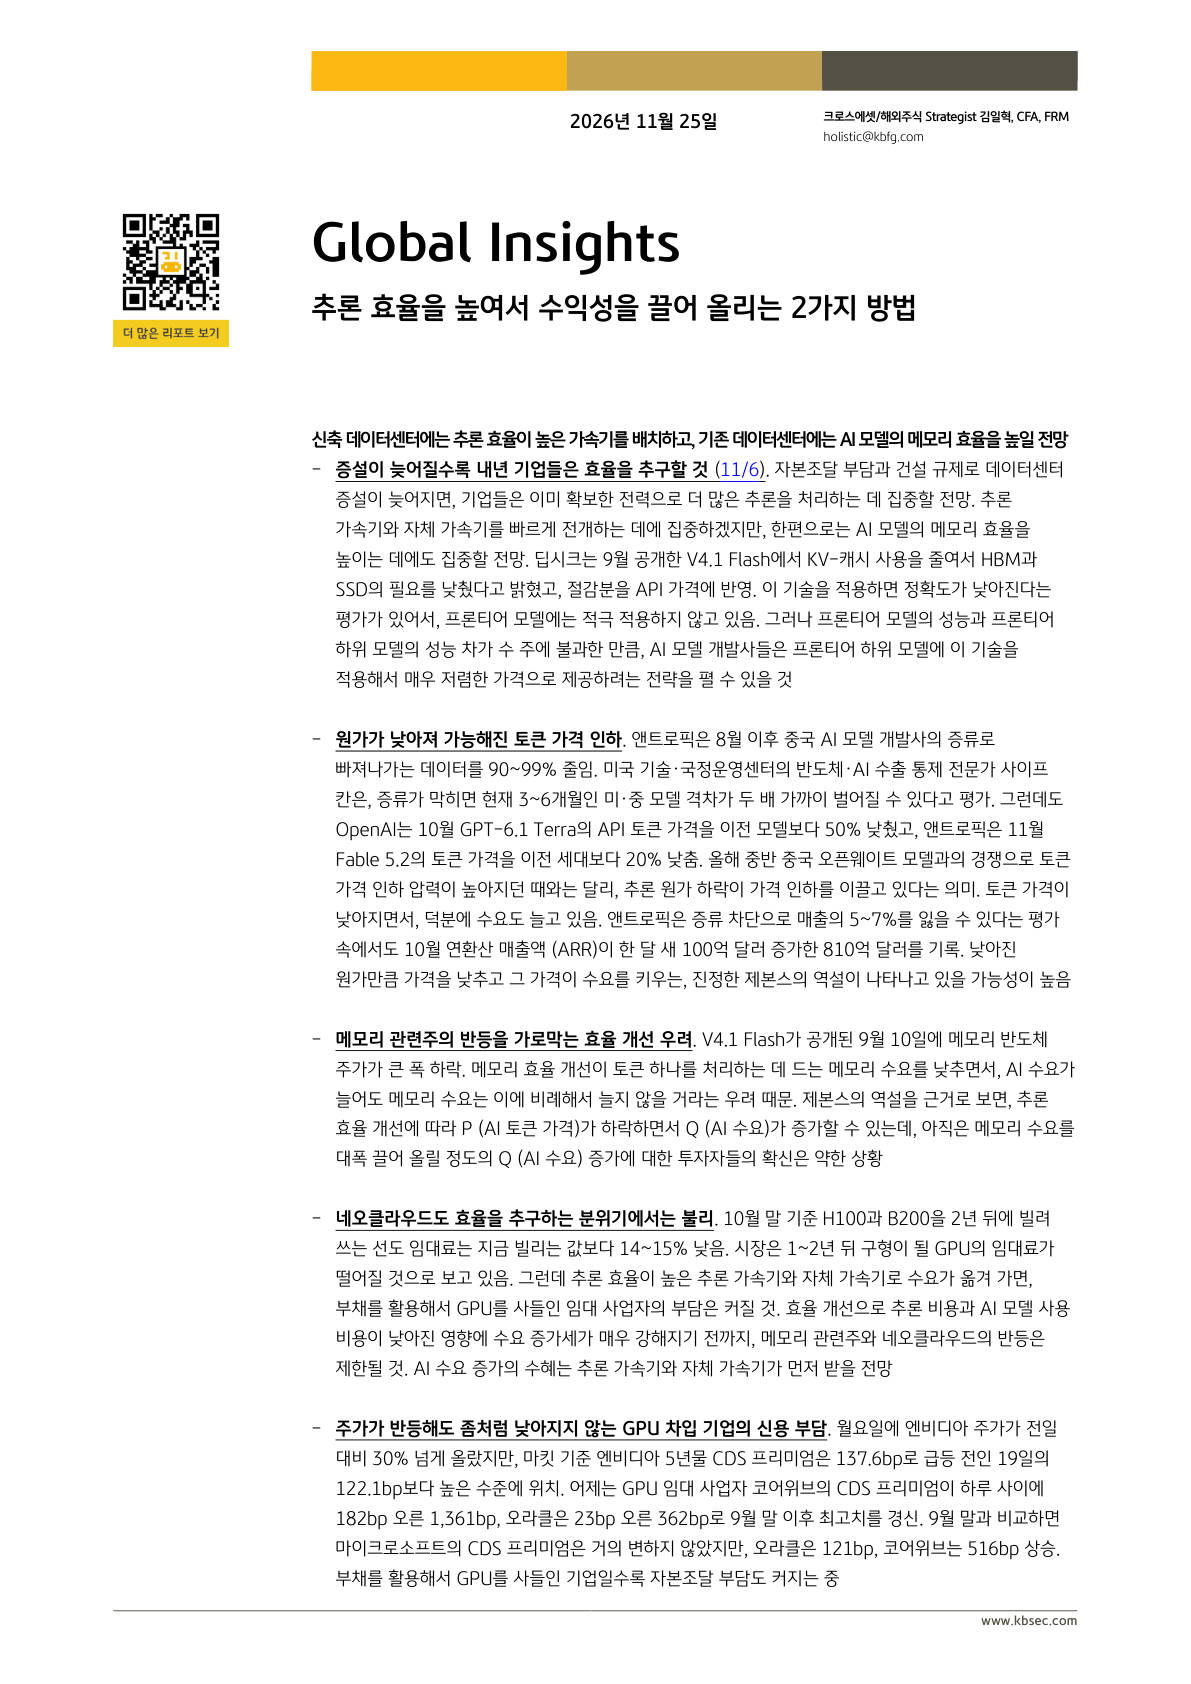 2026년 11월 25일
크로스에셋/해외주식 Strategist 김일혁, CFA, FRM
holistic@kbfg.com
더 많은 리포트 보기
Global Insights
추론 효율을 높여서 수익성을 끌어 올리는 2가지 방법
신축 데이터센터에는 추론 효율이 높은 가속기를 배치하고, 기존 데이터센터에는 AI 모델의 메모리 효율을 높일 전망
– 증설이 늦어질수록 내년 기업들은 효율을 추구할 것 (11/6). 자본조달 부담과 건설 규제로 데이터센터
증설이 늦어지면, 기업들은 이미 확보한 전력으로 더 많은 추론을 처리하는 데 집중할 전망. 추론
가속기와 자체 가속기를 빠르게 전개하는 데에 집중하겠지만, 한편으로는 AI 모델의 메모리 효율을
높이는 데에도 집중할 전망. 딥시크는 9월 공개한 V4.1 Flash에서 KV-캐시 사용을 줄여서 HBM과
SSD의 필요를 낮췄다고 밝혔고, 절감분을 API 가격에 반영. 이 기술을 적용하면 정확도가 낮아진다는
평가가 있어서, 프론티어 모델에는 적극 적용하지 않고 있음. 그러나 프론티어 모델의 성능과 프론티어
하위 모델의 성능 차가 수 주에 불과한 만큼, AI 모델 개발사들은 프론티어 하위 모델에 이 기술을
적용해서 매우 저렴한 가격으로 제공하려는 전략을 펼 수 있을 것
– 원가가 낮아져 가능해진 토큰 가격 인하. 앤트로픽은 8월 이후 중국 AI 모델 개발사의 증류로
빠져나가는 데이터를 90~99% 줄임. 미국 기술·국정운영센터의 반도체·AI 수출 통제 전문가 사이프
칸은, 증류가 막히면 현재 3~6개월인 미·중 모델 격차가 두 배 가까이 벌어질 수 있다고 평가. 그런데도
OpenAI는 10월 GPT-6.1 Terra의 API 토큰 가격을 이전 모델보다 50% 낮췄고, 앤트로픽은 11월
Fable 5.2의 토큰 가격을 이전 세대보다 20% 낮춤. 올해 중반 중국 오픈웨이트 모델과의 경쟁으로 토큰
가격 인하 압력이 높아지던 때와는 달리, 추론 원가 하락이 가격 인하를 이끌고 있다는 의미. 토큰 가격이
낮아지면서, 덕분에 수요도 늘고 있음. 앤트로픽은 증류 차단으로 매출의 5~7%를 잃을 수 있다는 평가
속에서도 10월 연환산 매출액 (ARR)이 한 달 새 100억 달러 증가한 810억 달러를 기록. 낮아진
원가만큼 가격을 낮추고 그 가격이 수요를 키우는, 진정한 제본스의 역설이 나타나고 있을 가능성이 높음
– 메모리 관련주의 반등을 가로막는 효율 개선 우려. V4.1 Flash가 공개된 9월 10일에 메모리 반도체
주가가 큰 폭 하락. 메모리 효율 개선이 토큰 하나를 처리하는 데 드는 메모리 수요를 낮추면서, AI 수요가
늘어도 메모리 수요는 이에 비례해서 늘지 않을 거라는 우려 때문. 제본스의 역설을 근거로 보면, 추론
효율 개선에 따라 P (AI 토큰 가격)가 하락하면서 Q (AI 수요)가 증가할 수 있는데, 아직은 메모리 수요를
대폭 끌어 올릴 정도의 Q (AI 수요) 증가에 대한 투자자들의 확신은 약한 상황
– 네오클라우드도 효율을 추구하는 분위기에서는 불리. 10월 말 기준 H100과 B200을 2년 뒤에 빌려
쓰는 선도 임대료는 지금 빌리는 값보다 14~15% 낮음. 시장은 1~2년 뒤 구형이 될 GPU의 임대료가
떨어질 것으로 보고 있음. 그런데 추론 효율이 높은 추론 가속기와 자체 가속기로 수요가 옮겨 가면,
부채를 활용해서 GPU를 사들인 임대 사업자의 부담은 커질 것. 효율 개선으로 추론 비용과 AI 모델 사용
비용이 낮아진 영향에 수요 증가세가 매우 강해지기 전까지, 메모리 관련주와 네오클라우드의 반등은
제한될 것. AI 수요 증가의 수혜는 추론 가속기와 자체 가속기가 먼저 받을 전망
– 주가가 반등해도 좀처럼 낮아지지 않는 GPU 차입 기업의 신용 부담. 월요일에 엔비디아 주가가 전일
대비 30% 넘게 올랐지만, 마킷 기준 엔비디아 5년물 CDS 프리미엄은 137.6bp로 급등 전인 19일의
122.1bp보다 높은 수준에 위치. 어제는 GPU 임대 사업자 코어위브의 CDS 프리미엄이 하루 사이에
182bp 오른 1,361bp, 오라클은 23bp 오른 362bp로 9월 말 이후 최고치를 경신. 9월 말과 비교하면
마이크로소프트의 CDS 프리미엄은 거의 변하지 않았지만, 오라클은 121bp, 코어위브는 516bp 상승.
부채를 활용해서 GPU를 사들인 기업일수록 자본조달 부담도 커지는 중
www.kbsec.com